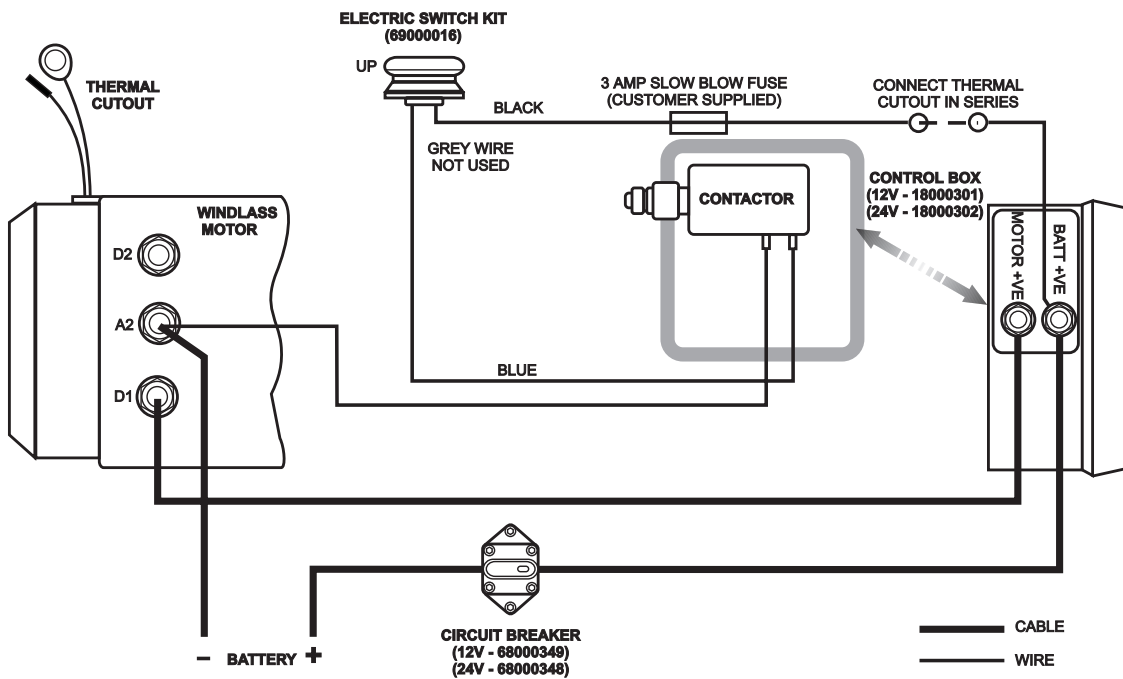 ELECTRIC SWITCH KIT
(69000016)
UP
THERMAL
CUTOUT
3 AMP SLOW BLOW FUSE
(CUSTOMER SUPPLIED)
CONNECT THERMAL
CUTOUT IN SERIES
BLACK
GREY WIRE
NOT USED
CONTACTOR
CONTROL BOX
(12V - 18000301)
(24V - 18000302)
WINDLASS
MOTOR
D2
A2
D1
MOTOR +VE
BATT +VE
BLUE
CIRCUIT BREAKER
(12V - 68000349)
(24V - 68000348)
- BATTERY +
CABLE
WIRE